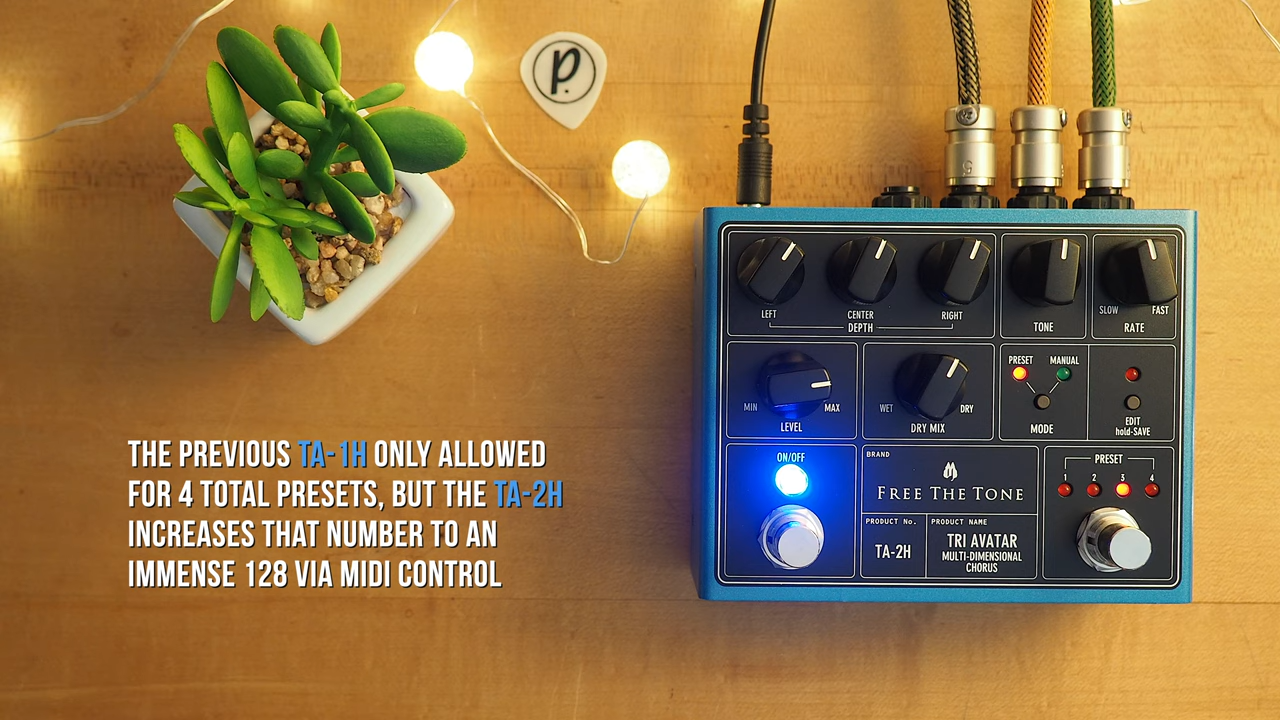 p.
LEFT CENTER RIGHT
DEPTH
TONE
SLOW FAST
RATE
MIN MAX
LEVEL
WET DRY
DRY MIX
PRESET MANUAL
MODE
EDIT
hold-SAVE
THE PREVIOUS TA-1H ONLY ALLOWED
FOR 4 TOTAL PRESETS, BUT THE TA-2H
INCREASES THAT NUMBER TO AN
IMMENSE 128 VIA MIDI CONTROL
ON/OFF
BRAND
FREE THE TONE
PRODUCT No.
TA-2H
PRODUCT NAME
TRI AVATAR
MULTI-DIMENSIONAL
CHORUS
PRESET
1 2 3 4